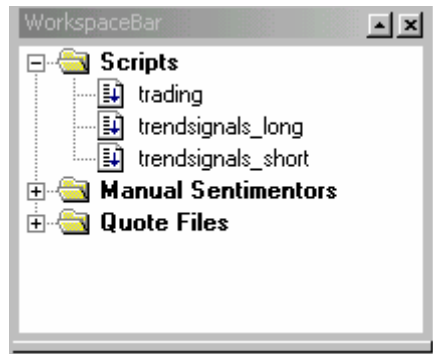 WorkspaceBar
Scripts
trading
trendsignals_long
trendsignals_short
Manual Sentimentors
Quote Files